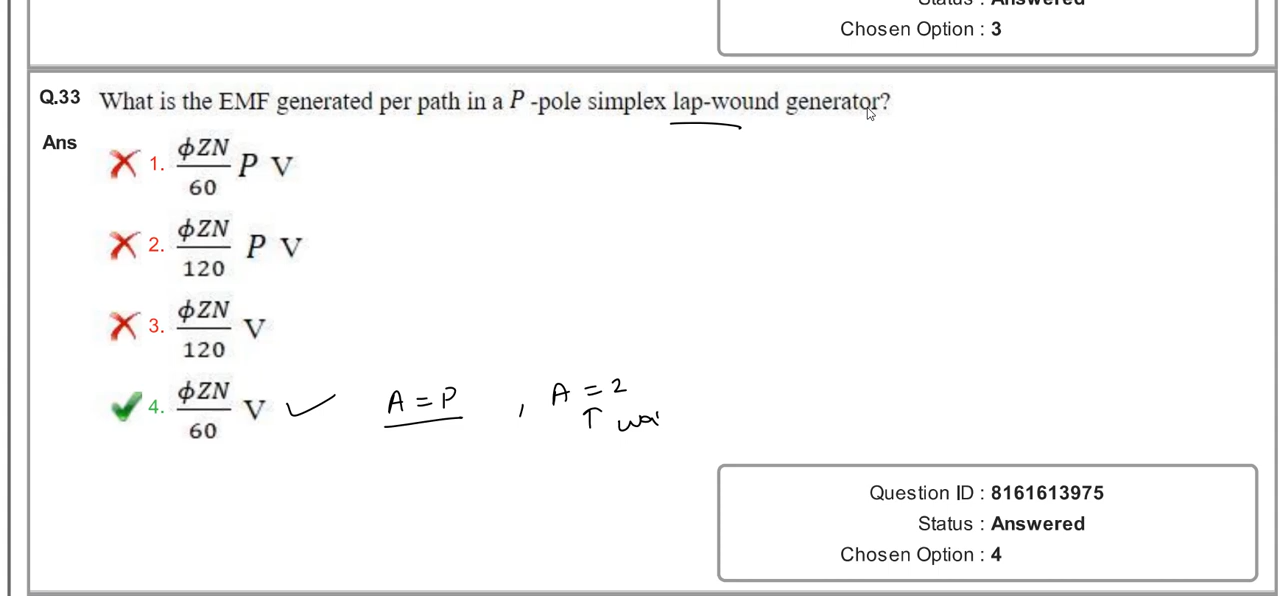 Status : Answered
Chosen Option : 3
Q.33 What is the EMF generated per path in a P -pole simplex lap-wound generator?
Ans
1. ϕZN/60 P V
2. ϕZN/120 P V
3. ϕZN/120 V
4. ϕZN/60 V ✓ A = P , A = 2
↑
Question ID : 8161613975
Status : Answered
Chosen Option : 4